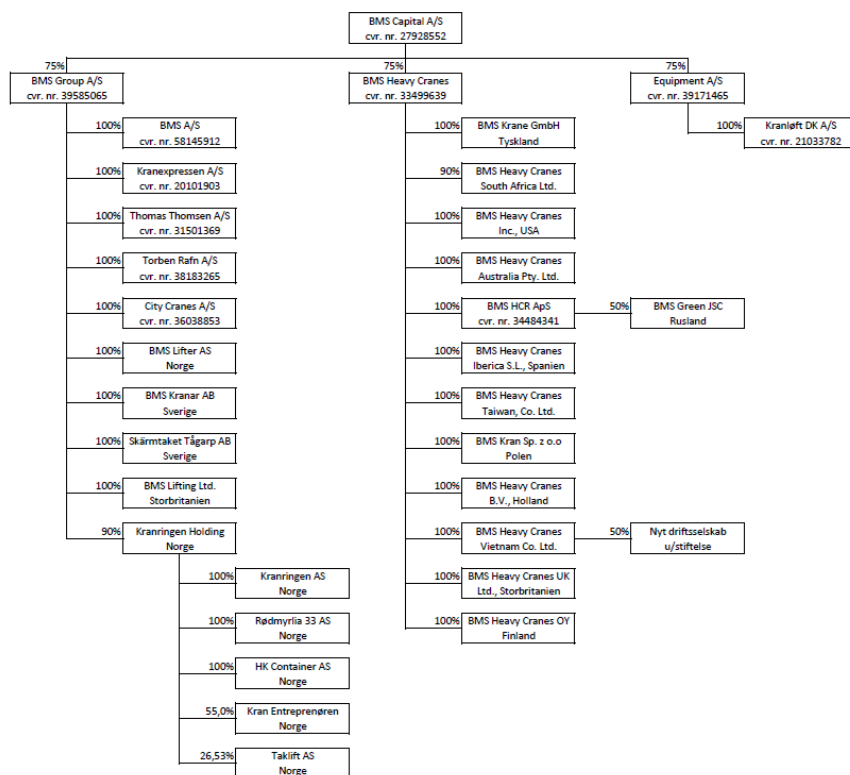 BMS Capital A/S
cvr. nr. 27928552
75%
75%
75%
BMS Group A/S
cvr. nr. 39585065
BMS Heavy Cranes
cvr. nr. 33499639
Equipment A/S
cvr. nr. 39171465
100%
BMS A/S
cvr. nr. 58145912
100%
BMS Krane GmbH
Tyskland
100%
Kranløft DK A/S
cvr. nr. 21033782
100%
Kranexpressen A/S
cvr. nr. 20101903
90%
BMS Heavy Cranes
South Africa Ltd.
100%
Thomas Thomsen A/S
cvr. nr. 31501369
100%
BMS Heavy Cranes
Inc., USA
100%
Torben Rafn A/S
cvr. nr. 38183265
100%
BMS Heavy Cranes
Australia Pty. Ltd.
100%
City Cranes A/S
cvr. nr. 36038853
100%
BMS HCR ApS
cvr. nr. 34484341
50%
BMS Green JSC
Rusland
100%
BMS Lifter AS
Norge
100%
BMS Heavy Cranes
Iberica S.L., Spanien
100%
BMS Kranar AB
Sverige
100%
BMS Heavy Cranes
Taiwan, Co. Ltd.
100%
Skärmtaket Tågarp AB
Sverige
100%
BMS Kran Sp. z o.o
Polen
100%
BMS Lifting Ltd.
Storbritanien
100%
BMS Heavy Cranes
B.V., Holland
90%
Kranringen Holding
Norge
100%
BMS Heavy Cranes
Vietnam Co. Ltd.
50%
Nyt driftsselskab
u/stiftelse
100%
Kranringen AS
Norge
100%
BMS Heavy Cranes UK
Ltd., Storbritanien
100%
Rødmyrlia 33 AS
Norge
100%
BMS Heavy Cranes OY
Finland
100%
HK Container AS
Norge
55,0%
Kran Entreprenøren
Norge
26,53%
Taklift AS
Norge